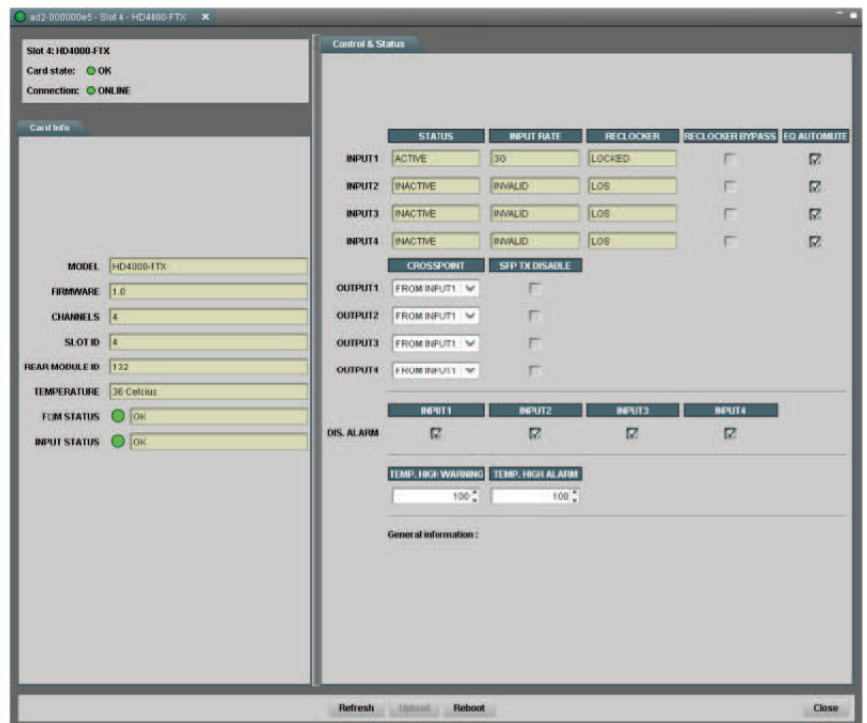 ad2-000000e5 - Slot 4 - HD4000-FTX
Slot 4: HD4000-FTX
Card state: OK
Connection: ONLINE
Card Info
MODEL HD4000-FTX
FIRMWARE 1.0
CHANNELS 4
SLOT ID 4
REAR MODULE ID 132
TEMPERATURE 36 Celcius
FOM STATUS OK
INPUT STATUS OK
Control & Status
STATUS INPUT RATE RECLOCKER RECLOCKER BYPASS EQ AUTOMUTE
INPUT1 ACTIVE 3G LOCKED
INPUT2 INACTIVE INVALID LOS
INPUT3 INACTIVE INVALID LOS
INPUT4 INACTIVE INVALID LOS
CROSSPOINT SFP TX DISABLE
OUTPUT1 FROM INPUT1
OUTPUT2 FROM INPUT1
OUTPUT3 FROM INPUT1
OUTPUT4 FROM INPUT1
INPUT1 INPUT2 INPUT3 INPUT4
DIS. ALARM
TEMP. HIGH WARNING TEMP. HIGH ALARM
100 100
General information :
Refresh Upload Reboot Close